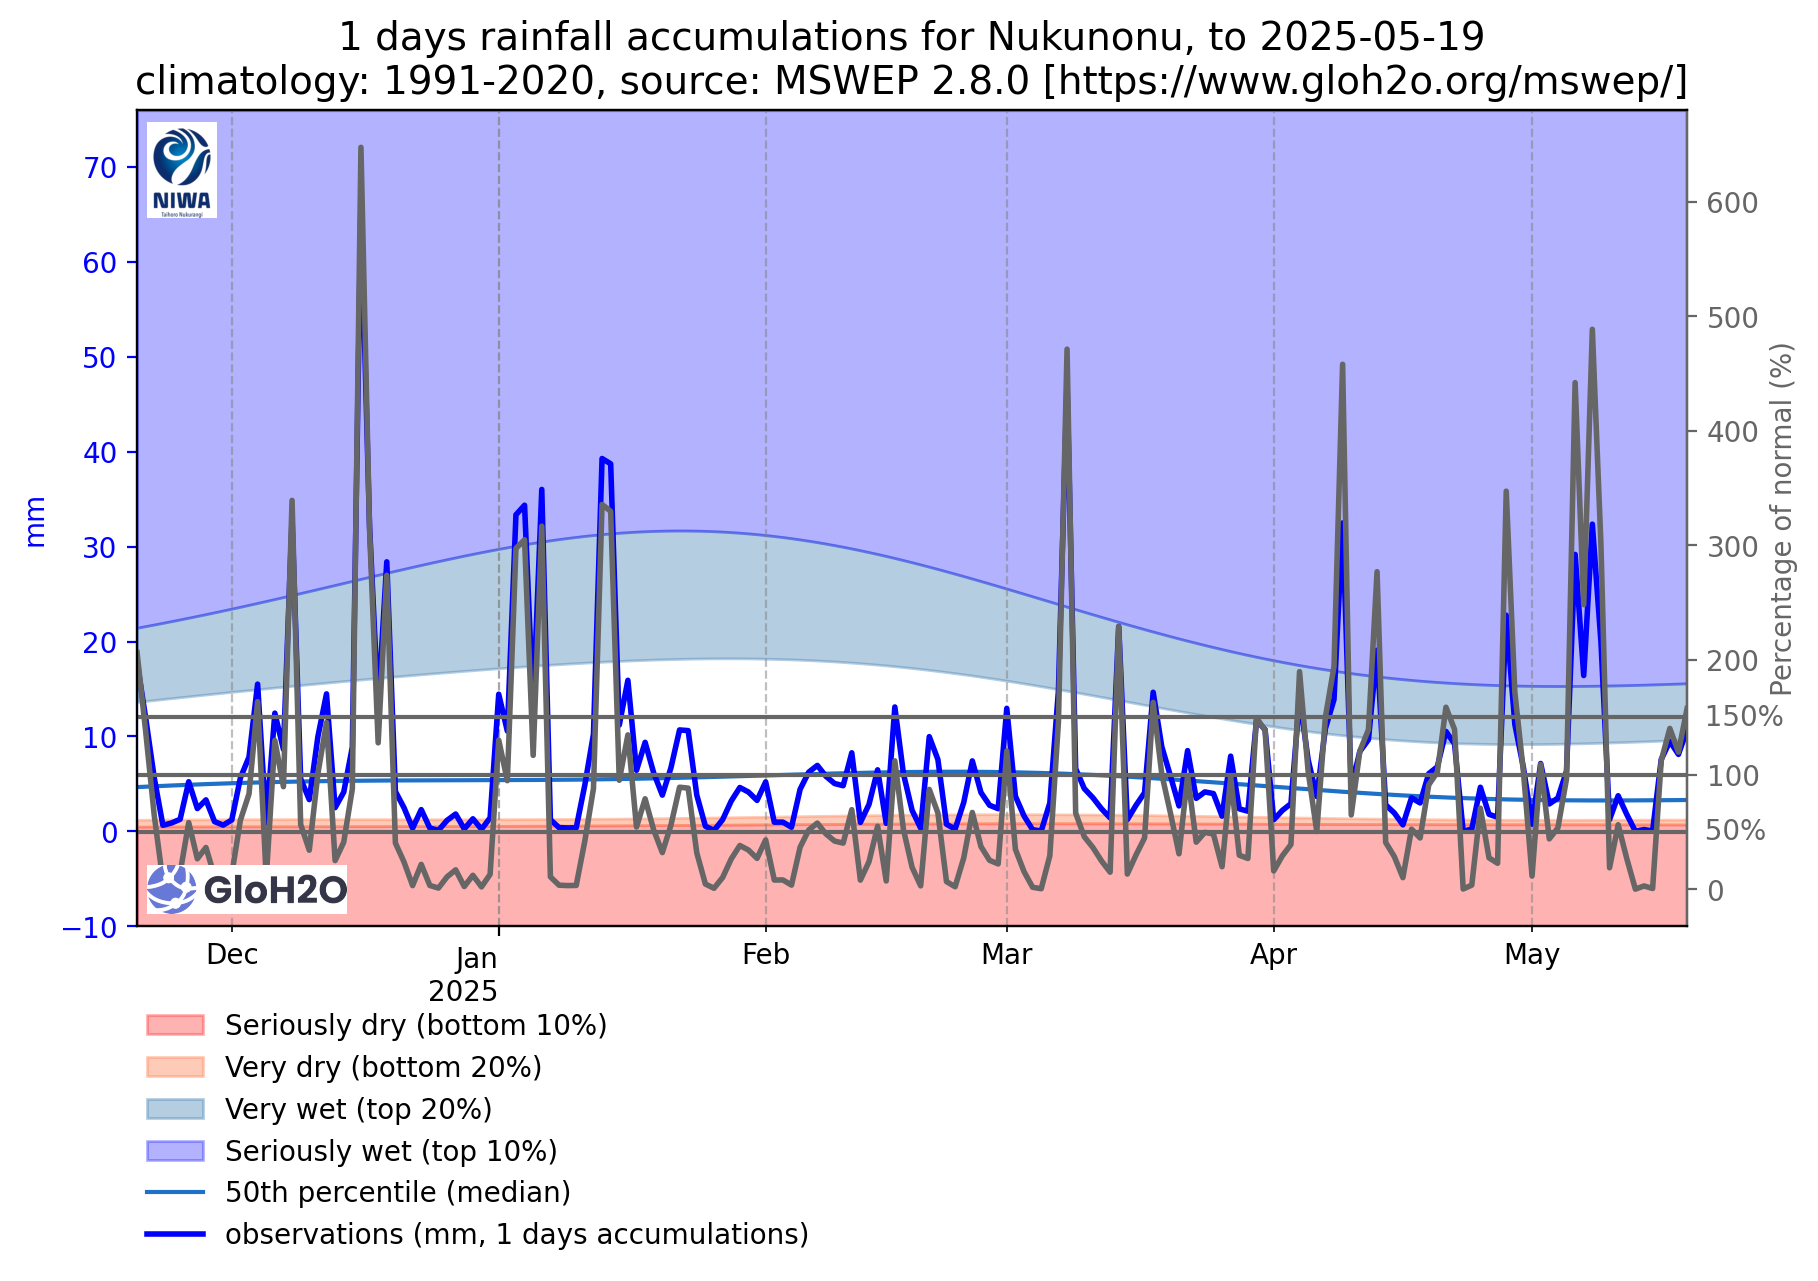 1 days rainfall accumulations for Nukunonu, to 2025-05-19
climatology: 1991-2020, source: MSWEP 2.8.0 [https://www.gloh2o.org/mswep/]
NIWA
Taihoro Nukurangi
70
60
50
40
30
20
10
0
−10
mm
600
500
400
300
200
150%
100
50%
0
Percentage of normal (%)
GloH2O
Dec
Jan
2025
Feb
Mar
Apr
May
Seriously dry (bottom 10%)
Very dry (bottom 20%)
Very wet (top 20%)
Seriously wet (top 10%)
50th percentile (median)
observations (mm, 1 days accumulations)